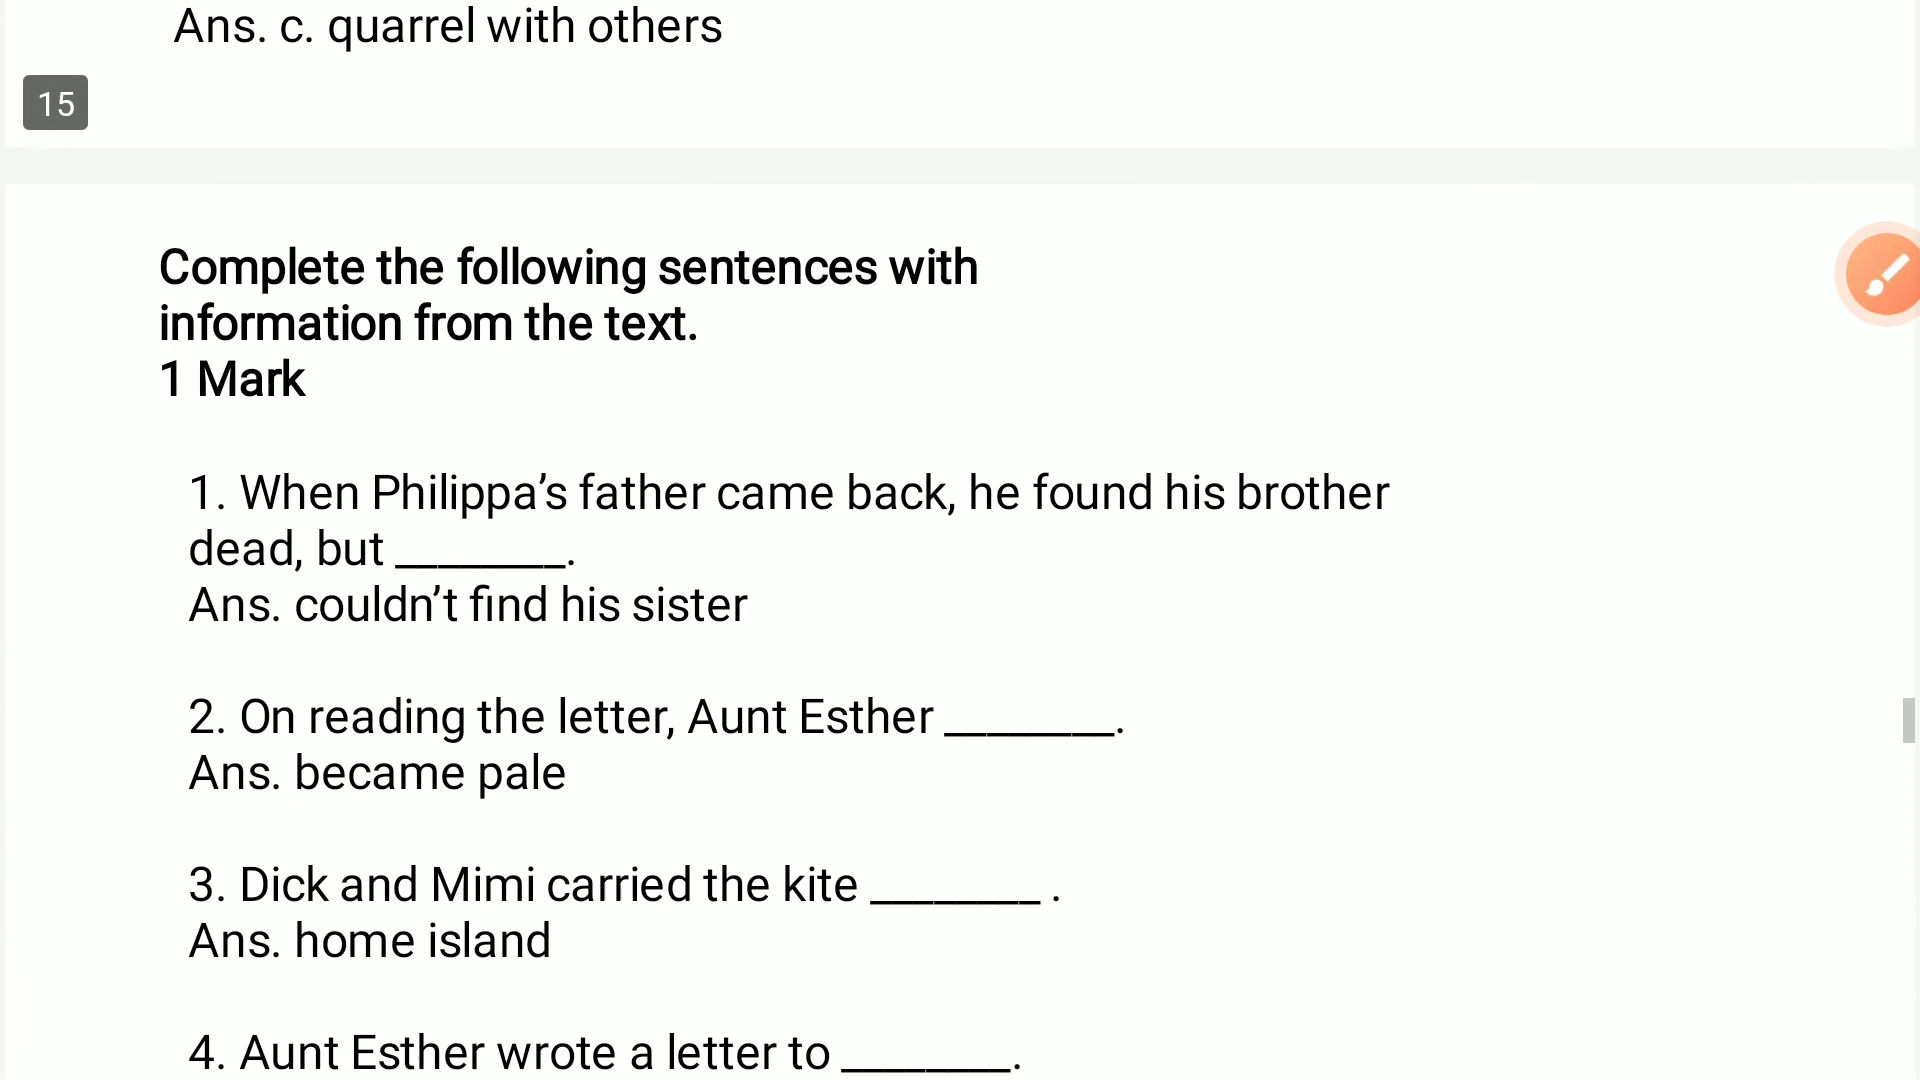 Ans. c. quarrel with others
15
Complete the following sentences with
information from the text.
1 Mark
1. When Philippa’s father came back, he found his brother
dead, but ________.
Ans. couldn’t find his sister
2. On reading the letter, Aunt Esther ________.
Ans. became pale
3. Dick and Mimi carried the kite ________ .
Ans. home island
4. Aunt Esther wrote a letter to ________.